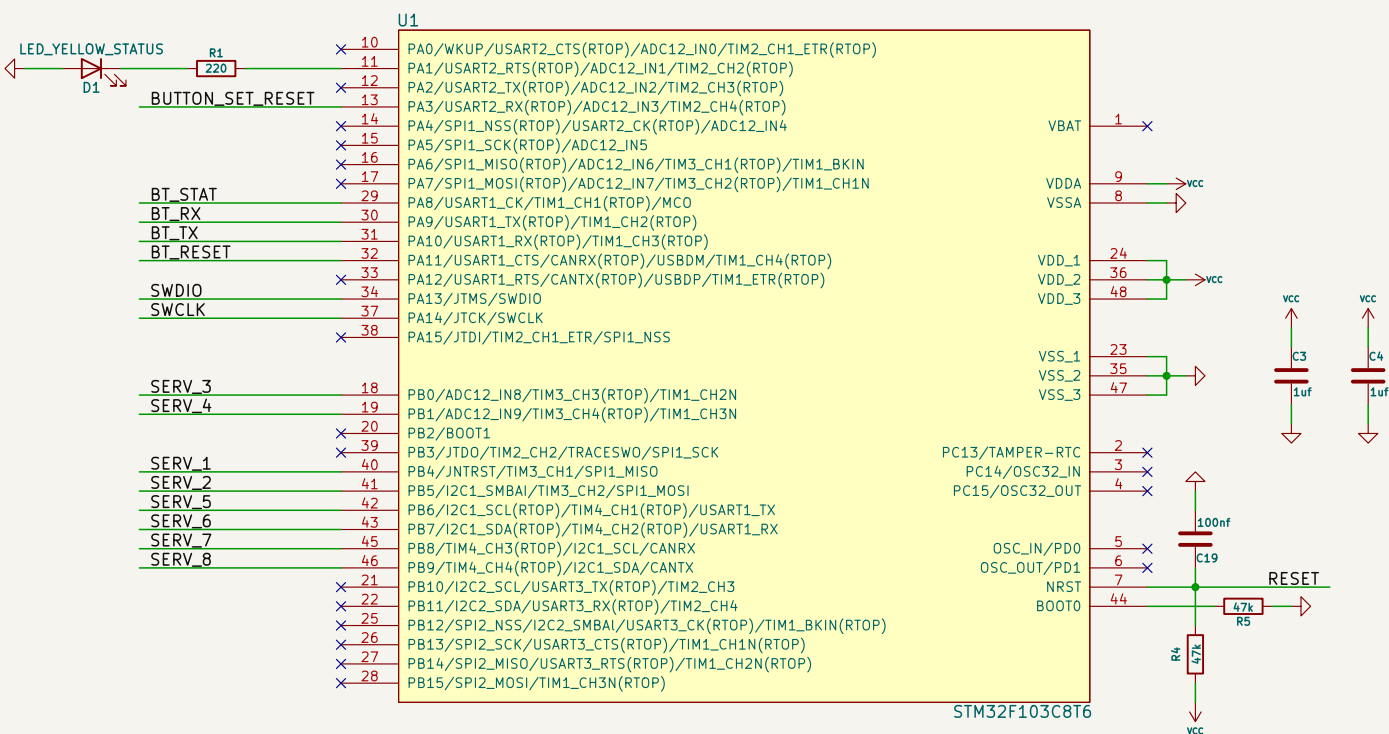 U1
LED_YELLOW_STATUS
R1
220
D1
10 PA0/WKUP/USART2_CTS(RTOP)/ADC12_IN0/TIM2_CH1_ETR(RTOP)
11 PA1/USART2_RTS(RTOP)/ADC12_IN1/TIM2_CH2(RTOP)
12 PA2/USART2_TX(RTOP)/ADC12_IN2/TIM2_CH3(RTOP)
BUTTON_SET_RESET 13 PA3/USART2_RX(RTOP)/ADC12_IN3/TIM2_CH4(RTOP)
14 PA4/SPI1_NSS(RTOP)/USART2_CK(RTOP)/ADC12_IN4
15 PA5/SPI1_SCK(RTOP)/ADC12_IN5
16 PA6/SPI1_MISO(RTOP)/ADC12_IN6/TIM3_CH1(RTOP)/TIM1_BKIN
17 PA7/SPI1_MOSI(RTOP)/ADC12_IN7/TIM3_CH2(RTOP)/TIM1_CH1N
BT_STAT 29 PA8/USART1_CK/TIM1_CH1(RTOP)/MCO
BT_RX 30 PA9/USART1_TX(RTOP)/TIM1_CH2(RTOP)
BT_TX 31 PA10/USART1_RX(RTOP)/TIM1_CH3(RTOP)
BT_RESET 32 PA11/USART1_CTS/CANRX(RTOP)/USBDM/TIM1_CH4(RTOP)
33 PA12/USART1_RTS/CANTX(RTOP)/USBDP/TIM1_ETR(RTOP)
SWDIO 34 PA13/JTMS/SWDIO
SWCLK 37 PA14/JTCK/SWCLK
38 PA15/JTDI/TIM2_CH1_ETR/SPI1_NSS
SERV_3 18 PB0/ADC12_IN8/TIM3_CH3(RTOP)/TIM1_CH2N
SERV_4 19 PB1/ADC12_IN9/TIM3_CH4(RTOP)/TIM1_CH3N
20 PB2/BOOT1
39 PB3/JTDO/TIM2_CH2/TRACESWO/SPI1_SCK
SERV_1 40 PB4/JNTRST/TIM3_CH1/SPI1_MISO
SERV_2 41 PB5/I2C1_SMBAI/TIM3_CH2/SPI1_MOSI
SERV_5 42 PB6/I2C1_SCL(RTOP)/TIM4_CH1(RTOP)/USART1_TX
SERV_6 43 PB7/I2C1_SDA(RTOP)/TIM4_CH2(RTOP)/USART1_RX
SERV_7 45 PB8/TIM4_CH3(RTOP)/I2C1_SCL/CANRX
SERV_8 46 PB9/TIM4_CH4(RTOP)/I2C1_SDA/CANTX
21 PB10/I2C2_SCL/USART3_TX(RTOP)/TIM2_CH3
22 PB11/I2C2_SDA/USART3_RX(RTOP)/TIM2_CH4
25 PB12/SPI2_NSS/I2C2_SMBAl/USART3_CK(RTOP)/TIM1_BKIN(RTOP)
26 PB13/SPI2_SCK/USART3_CTS(RTOP)/TIM1_CH1N(RTOP)
27 PB14/SPI2_MISO/USART3_RTS(RTOP)/TIM1_CH2N(RTOP)
28 PB15/SPI2_MOSI/TIM1_CH3N(RTOP)
VBAT 1
VDDA 9 vcc
VSSA 8
VDD_1 24
VDD_2 36 vcc
VDD_3 48
VSS_1 23
VSS_2 35
VSS_3 47
PC13/TAMPER-RTC 2
PC14/OSC32_IN 3
PC15/OSC32_OUT 4
OSC_IN/PD0 5
OSC_OUT/PD1 6
NRST 7 RESET
BOOT0 44
47k
R5
100nf
C19
R4
47k
vcc
STM32F103C8T6
vcc
C3
1uf
vcc
C4
1uf